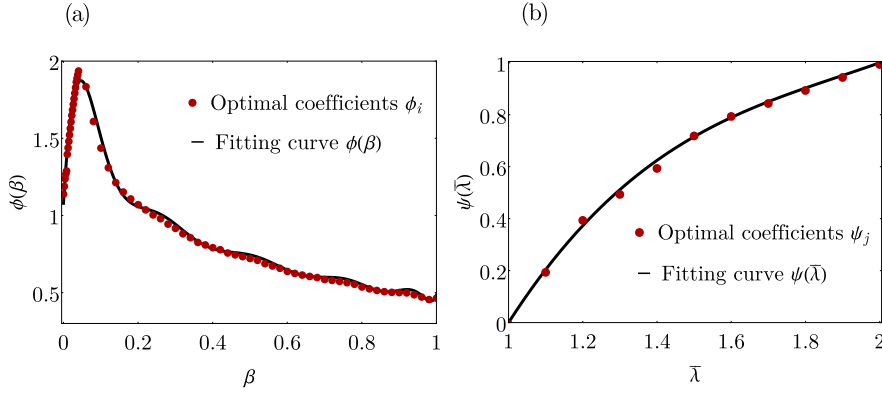 (a)
2
1.5
1
0.5
0
0.2
0.4
0.6
0.8
1
β
ϕ(β)
Optimal coefficients ϕᵢ
Fitting curve ϕ(β)
(b)
1
0.8
0.6
0.4
0.2
0
1
1.2
1.4
1.6
1.8
2
λ̅
ψ(λ̅)
Optimal coefficients ψⱼ
Fitting curve ψ(λ̅)